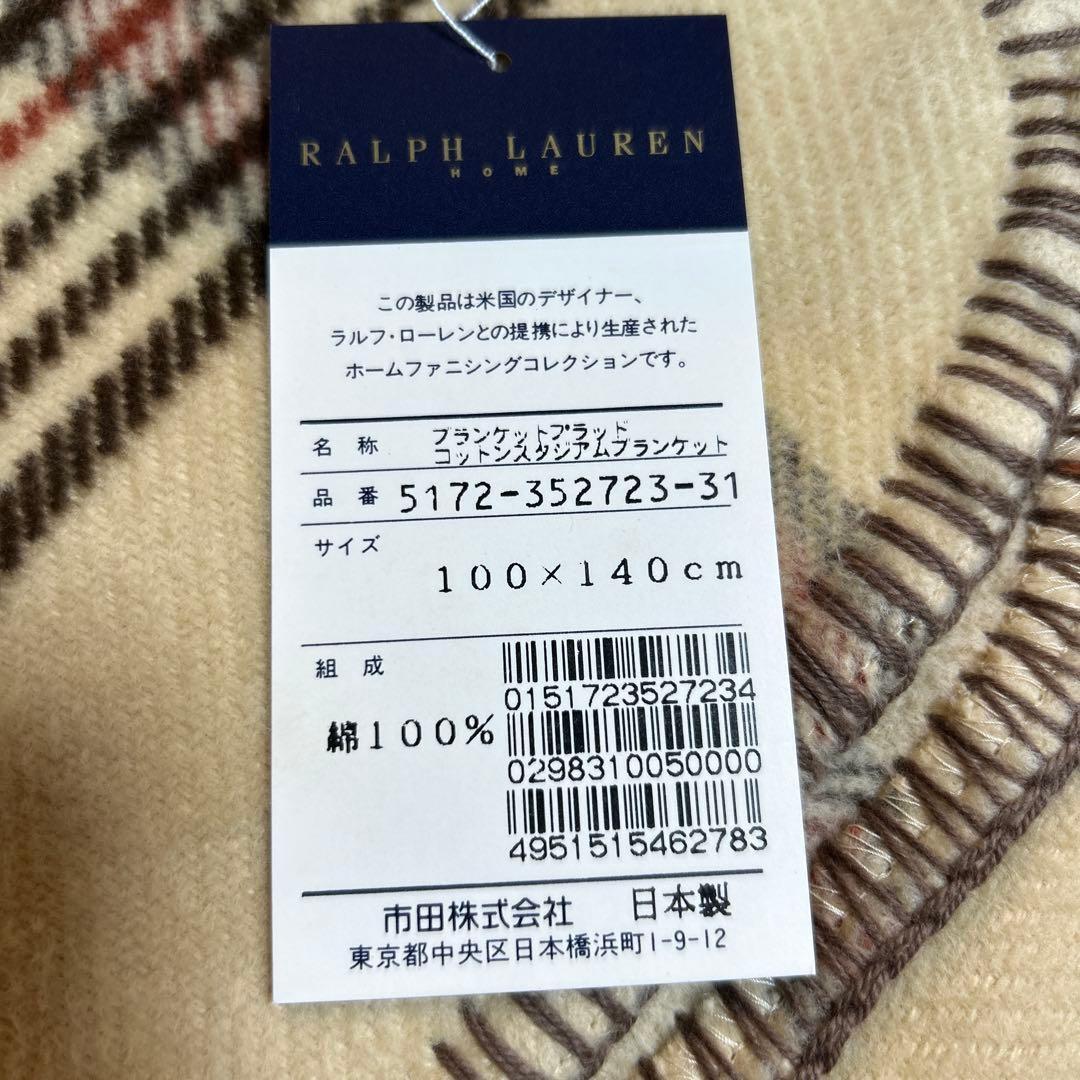 RALPH LAUREN
HOME
この製品は米国のデザイナー、
ラルフ・ローレンとの提携により生産された
ホームファニシングコレクションです。
名称 ブランケットプラッド
コットンスタジアムブランケット
品番 5172-352723-31
サイズ
100×140cm
組成
0151723527234
綿100%
0298310050000
4951515462783
市田株式会社 日本製
東京都中央区日本橋浜町1-9-12